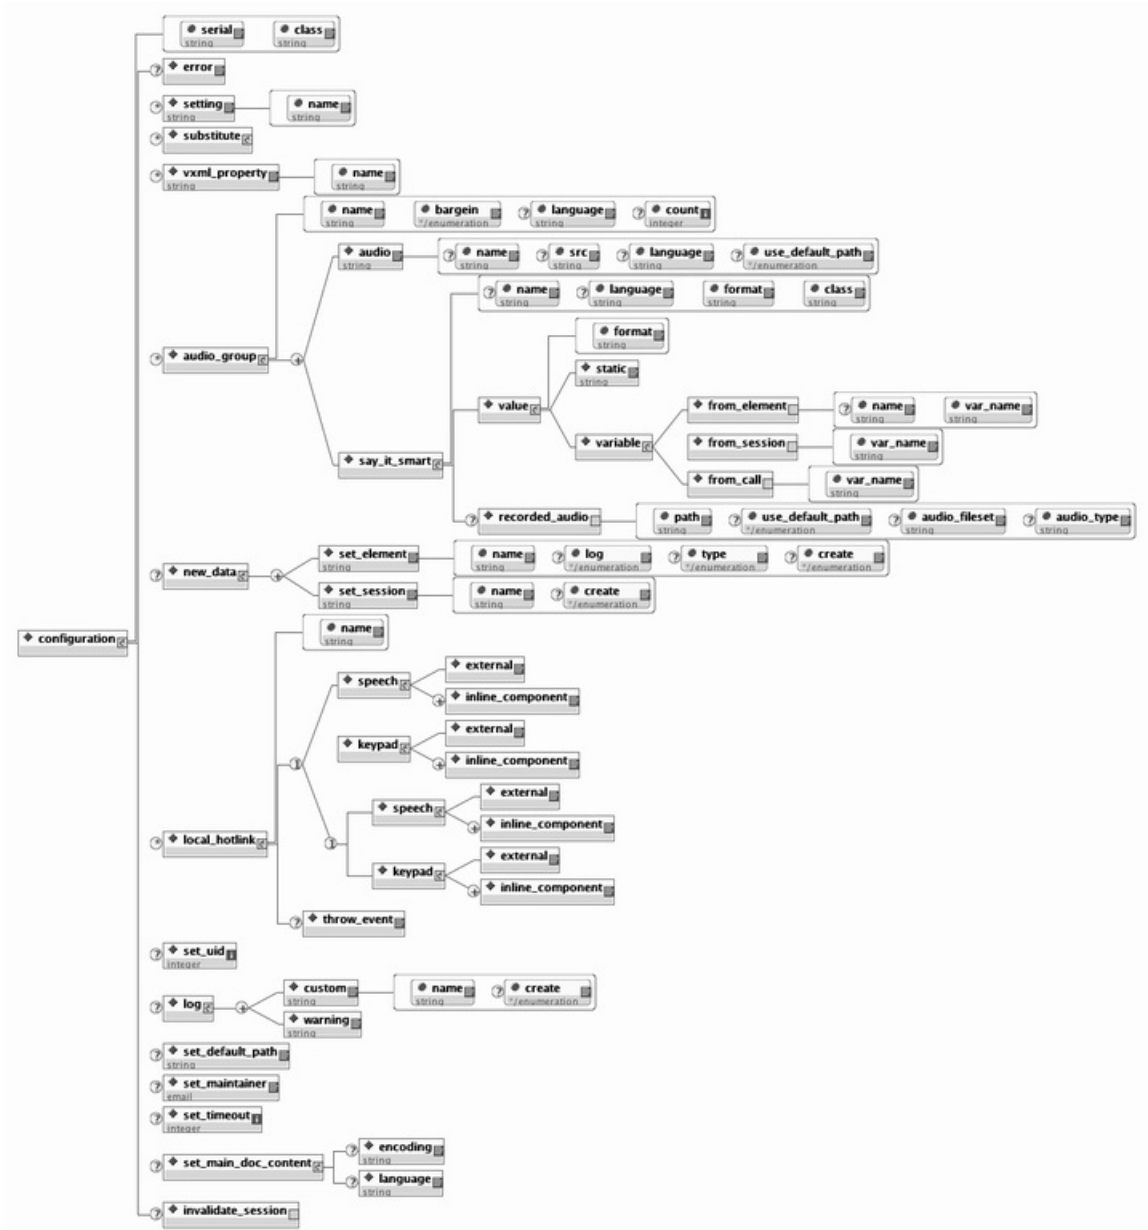 serial class
string string
error
setting name
string string
substitute
vxml_property name
string string
name bargein ? language ? count
string */enumeration string integer
audio ? name ? src ? language ? use_default_path
string string string string */enumeration
? name ? language format class
string string string string
format
string
audio_group
static
string
value from_element ? name var_name
string string
variable from_session var_name
string
say_it_smart
from_call var_name
string
? recorded_audio path ? use_default_path ? audio_fileset ? audio_type
string */enumeration string string
set_element name ? log ? type ? create
string string */enumeration */enumeration */enumeration
? new_data
set_session name ? create
string string */enumeration
name
string
configuration
external
speech
inline_component
external
keypad
inline_component
external
speech
inline_component
local_hotlink
external
keypad
inline_component
? throw_event
? set_uid
integer
custom name ? create
string string */enumeration
? log
warning
string
? set_default_path
string
? set_maintainer
email
? set_timeout
integer
? encoding
string
? set_main_doc_content
? language
string
? invalidate_session